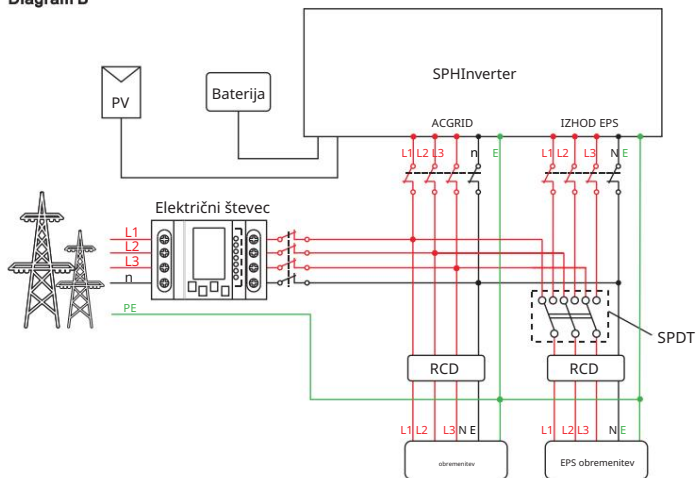 Diagram B
SPHInverter
PV
Baterija
ACGRID
IZHOD EPS
L1 L2 L3 n E
L1 L2 L3 N E
Električni števec
L1
L2
L3
n
PE
SPDT
RCD
RCD
L1 L2 L3 N E
L1 L2 L3 N E
obremenitev
EPS obremenitev